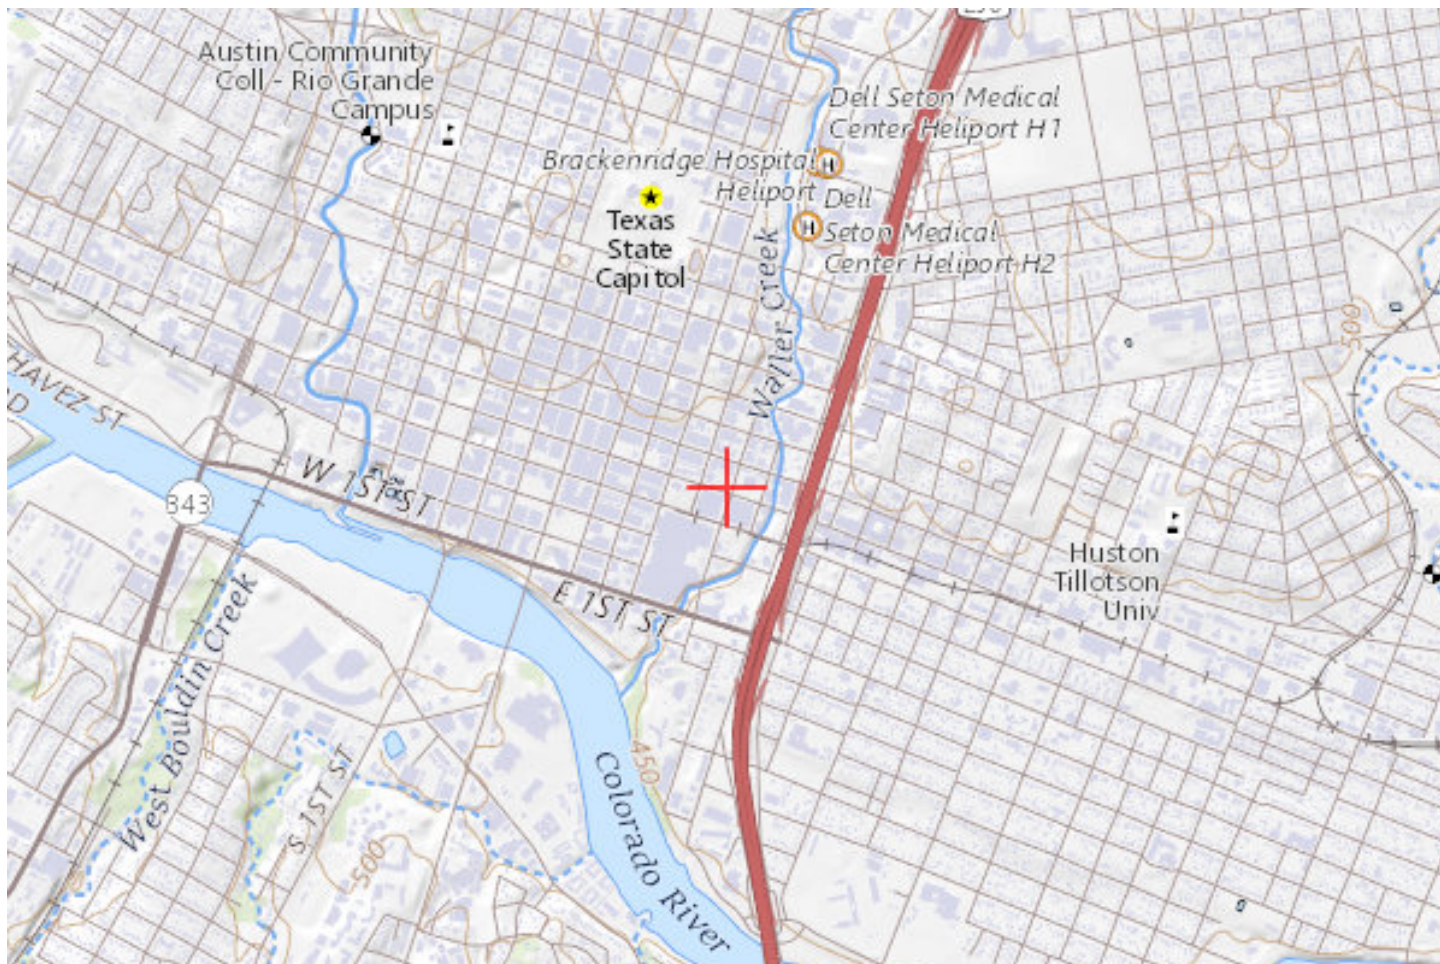 Austin Community
Coll - Rio Grande
Campus
Dell Seton Medical
Center Heliport H1
Brackenridge Hospital
Heliport
Dell
Seton Medical
Center Heliport H2
H
H
Texas
State
Capitol
Waller Creek
500
HAVEZ ST
D
343
W 1ST ST
E 1ST ST
Huston
Tillotson
Univ
West Bouldin Creek
S 1ST ST
500
450
Colorado River